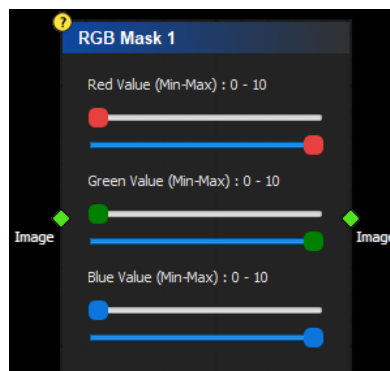 ?
RGB Mask 1
Red Value (Min-Max) : 0 - 10
Green Value (Min-Max) : 0 - 10
Image
Image
Blue Value (Min-Max) : 0 - 10